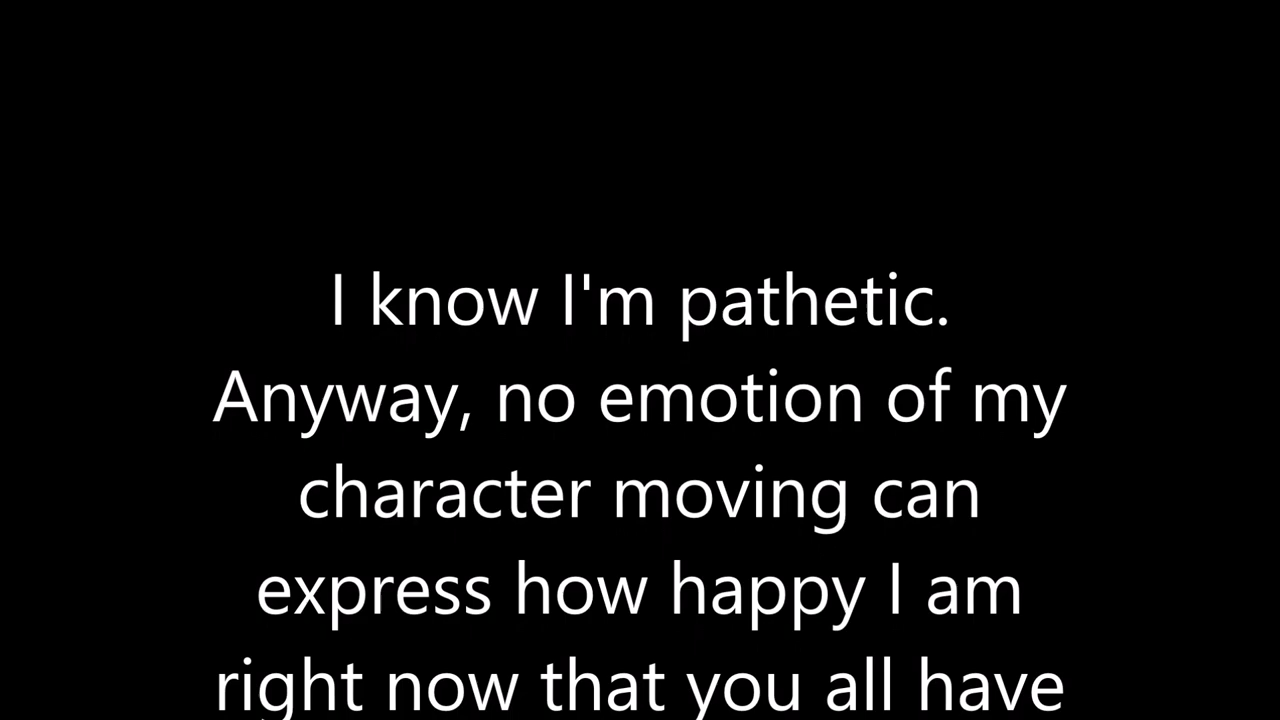 I know I'm pathetic.
Anyway, no emotion of my
character moving can
express how happy I am
right now that you all have